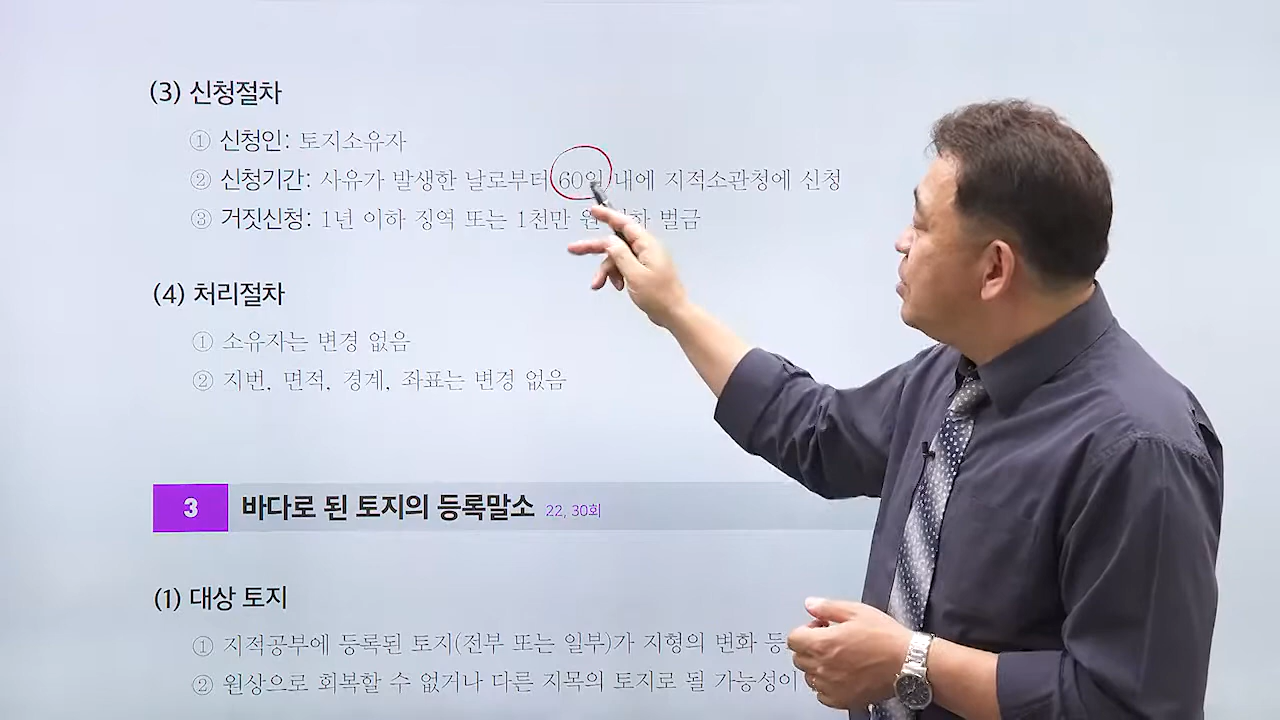 (3) 신청절차
① 신청인: 토지소유자
② 신청기간: 사유가 발생한 날로부터 60일 내에 지적소관청에 신청
③ 거짓신청: 1년 이하 징역 또는 1천만 원 벌금
(4) 처리절차
① 소유자는 변경 없음
② 지번, 면적, 경계, 좌표는 변경 없음
3 바다로 된 토지의 등록말소 22, 30회
(1) 대상 토지
① 지적공부에 등록된 토지(전부 또는 일부)가 지형의 변화
② 원상으로 회복할 수 없거나 다른 지목의 토지로 될 가능성이